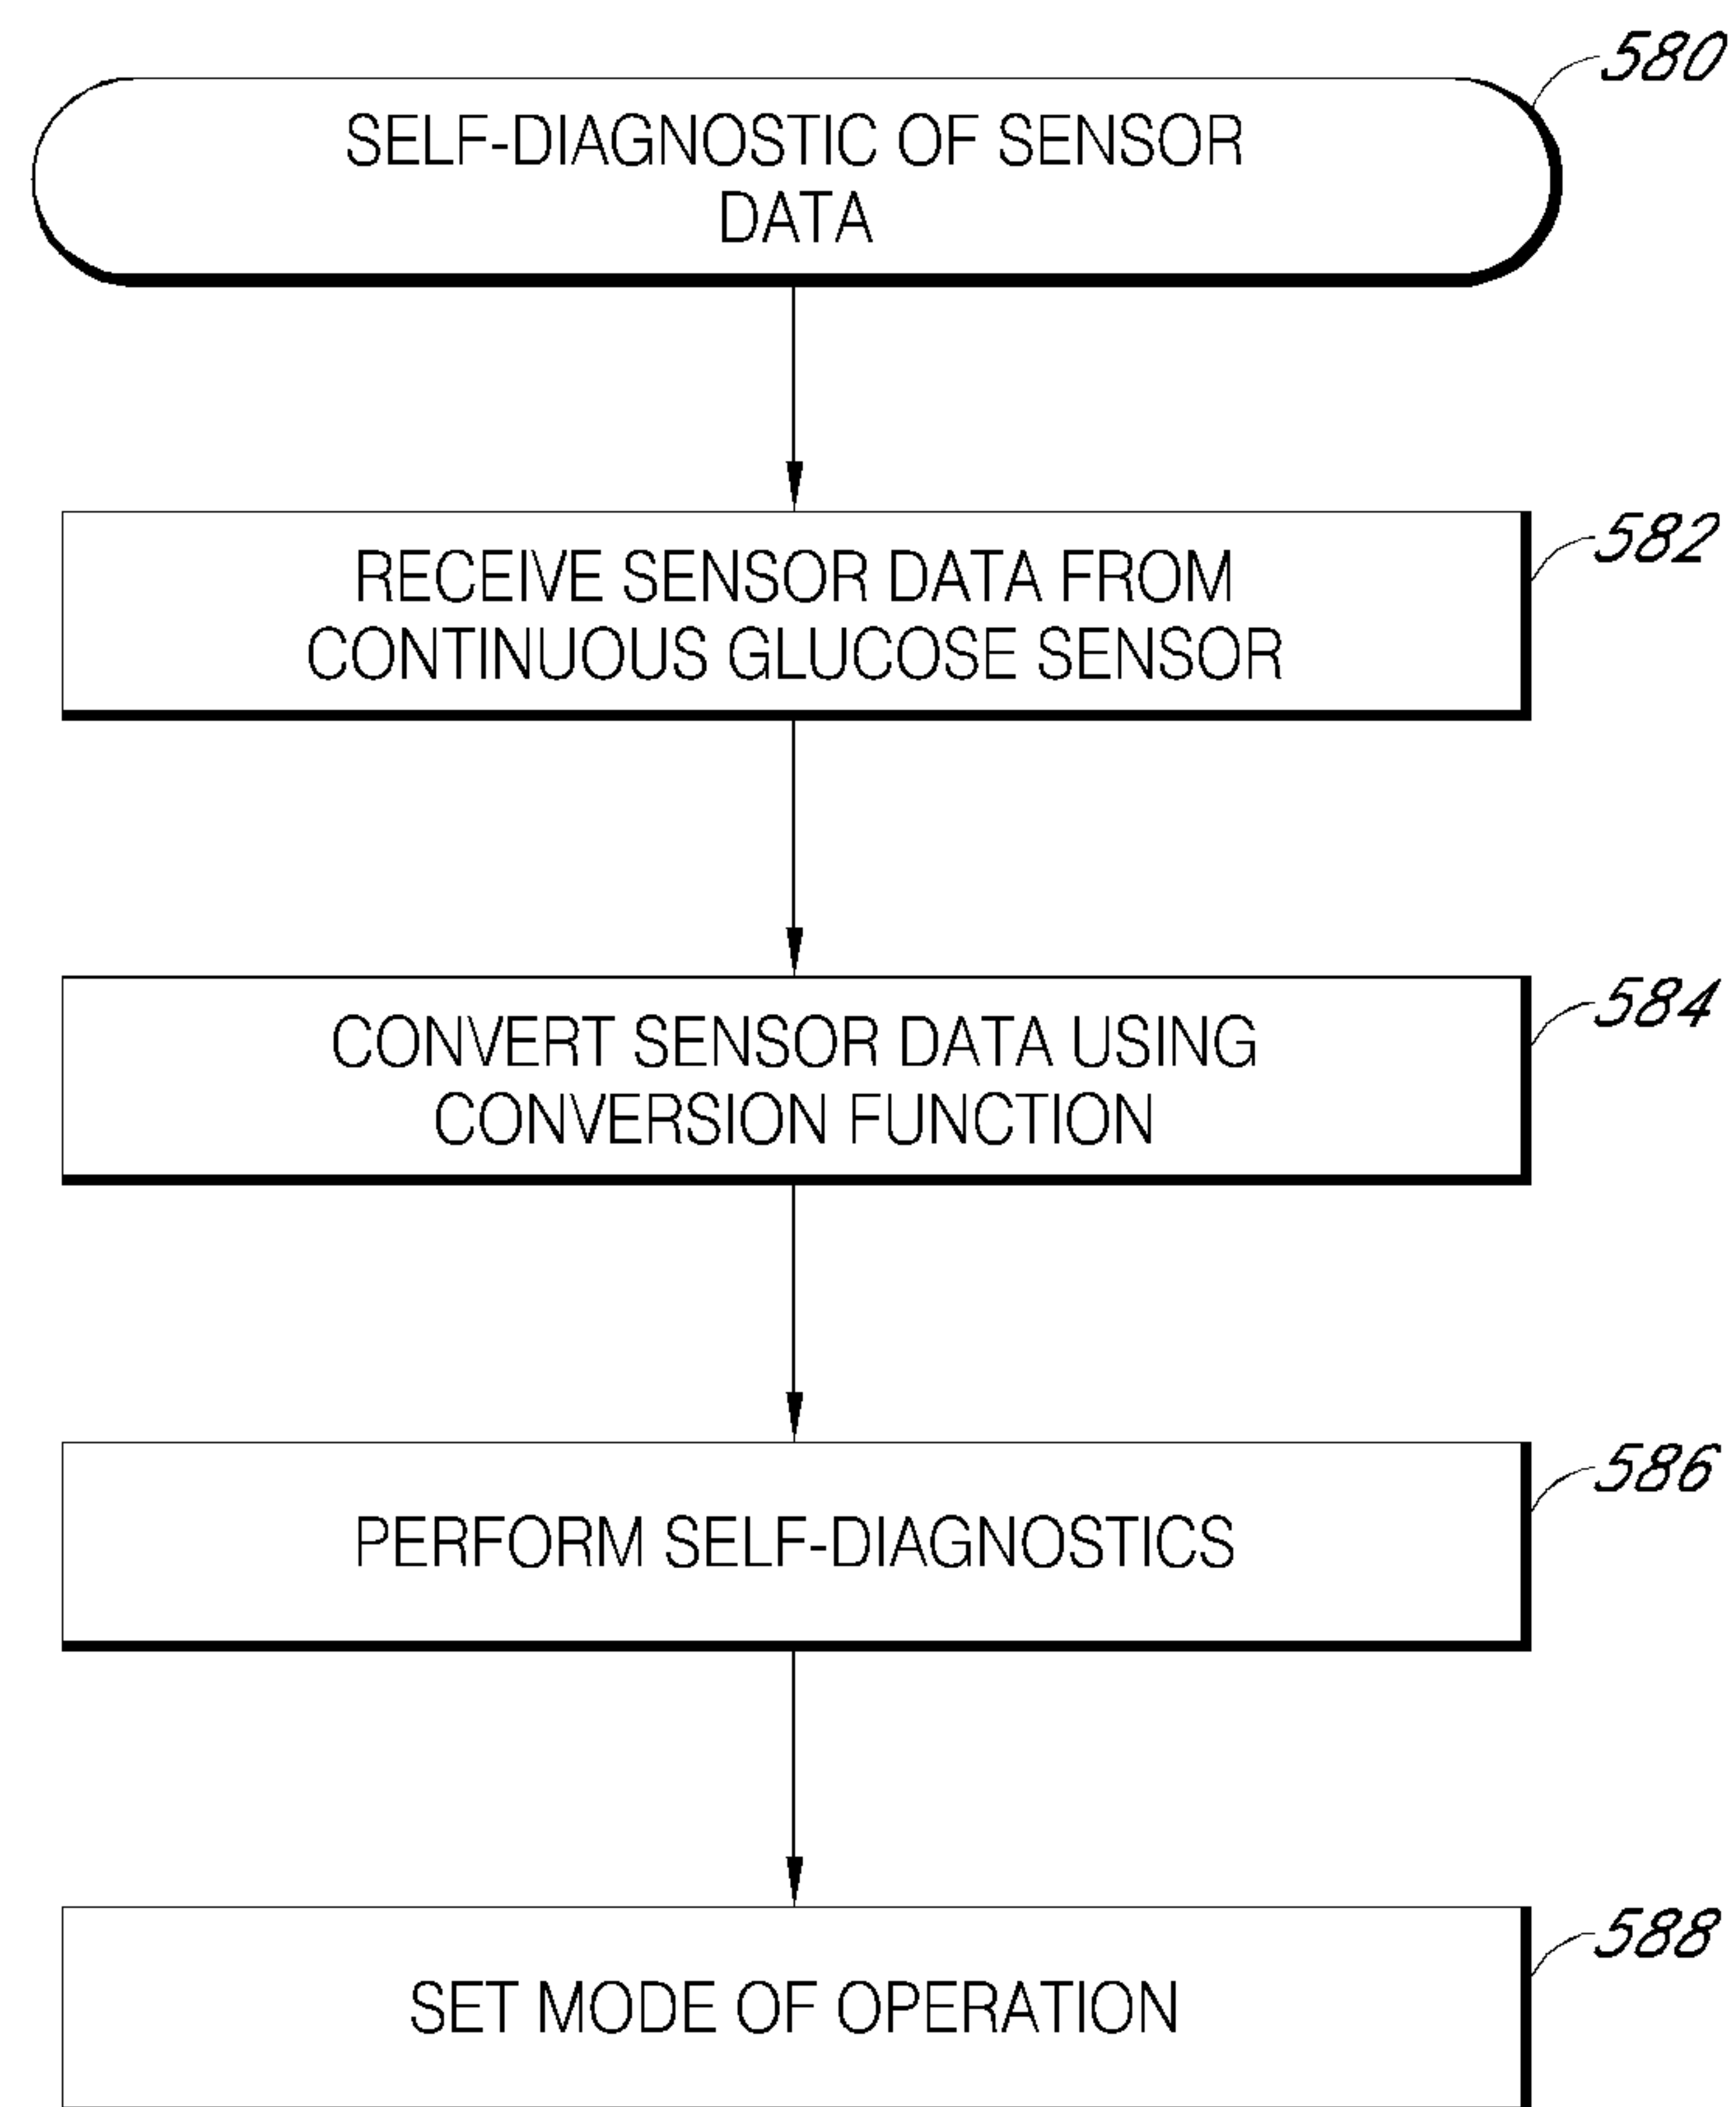 580
SELF-DIAGNOSTIC OF SENSOR
DATA
582
RECEIVE SENSOR DATA FROM
CONTINUOUS GLUCOSE SENSOR
584
CONVERT SENSOR DATA USING
CONVERSION FUNCTION
586
PERFORM SELF-DIAGNOSTICS
588
SET MODE OF OPERATION